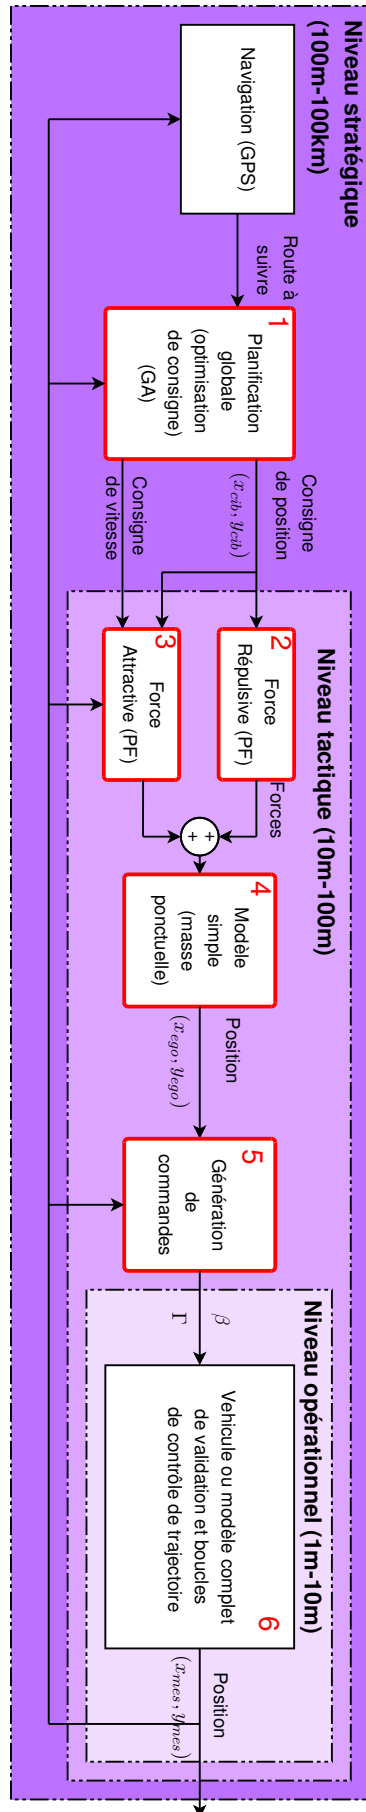 Niveau stratégique
(100m-100km)
Navigation (GPS)
Route à
suivre
1
Planification
globale
(optimisation
de consigne)
(GA)
Consigne
de position
(x_cib, y_cib)
Consigne
de vitesse
Niveau tactique (10m-100m)
2
Force
Répulsive (PF)
3
Force
Attractive (PF)
Forces
+
+
4
Modèle
simple
(masse
ponctuelle)
Position
(x_ego, y_ego)
5
Génération
de
commandes
β
Γ
Niveau opérationnel (1m-10m)
6
Vehicule ou modèle complet
de validation et boucles
de contrôle de trajectoire
Position
(x_mes, y_mes)